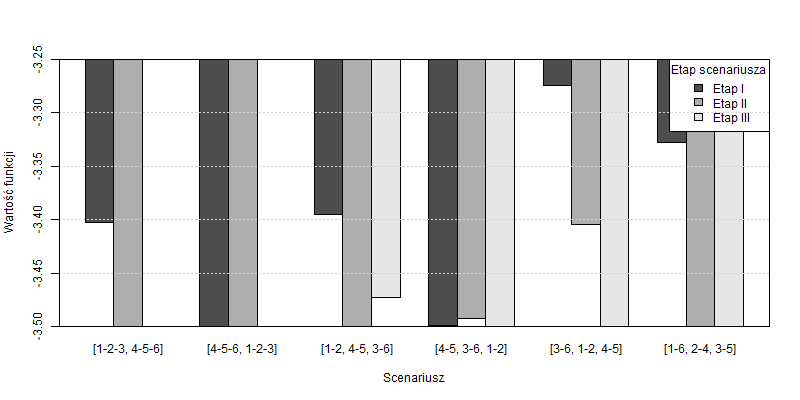 Etap scenariusza
Etap I
Etap II
Etap III
Wartość funkcji
-3.25
-3.30
-3.35
-3.40
-3.45
-3.50
[1-2-3, 4-5-6] [4-5-6, 1-2-3] [1-2, 4-5, 3-6] [4-5, 3-6, 1-2] [3-6, 1-2, 4-5] [1-6, 2-4, 3-5]
Scenariusz